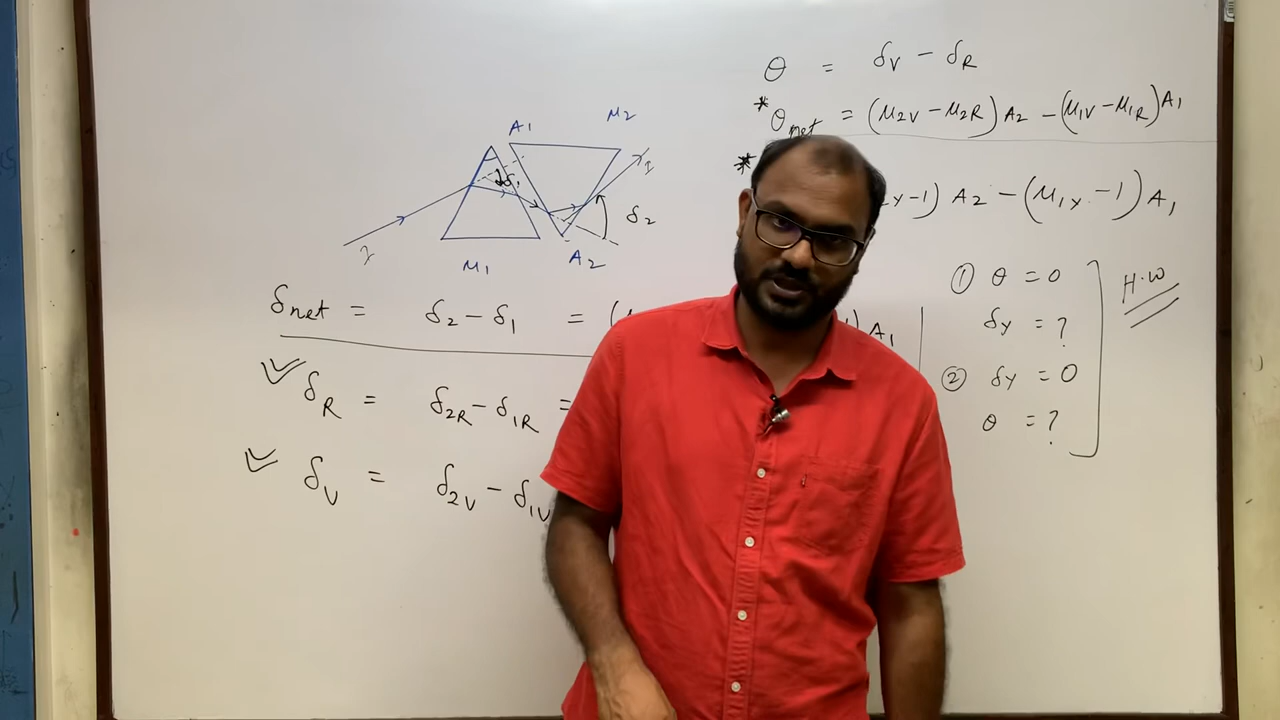 θ = δV − δR
* θnet = (μ2V − μ2R) A2 − (μ1V − μ1R) A1
* y−1) A2 − (μ1y − 1) A1
A1 μ2
δ1
δ2
μ1 A2
δnet = δ2 − δ1 = ( ) A1
δR = δ2R − δ1R =
δV = δ2V − δ1V
① θ = 0
δy = ?
② δy = 0
θ = ?
H.W